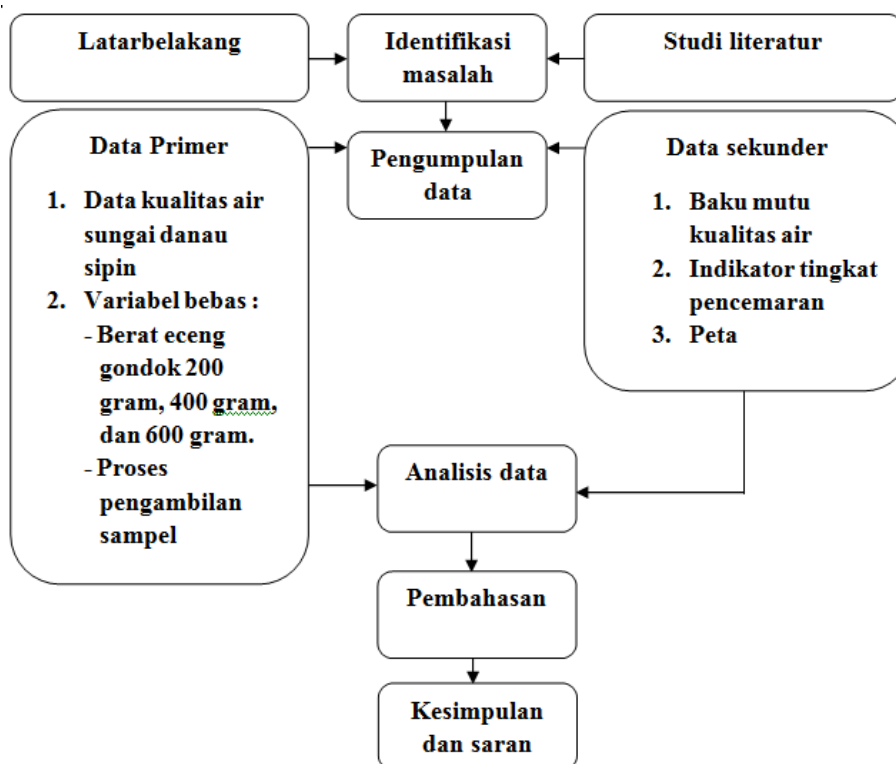 Latarbelakang
Identifikasi
masalah
Studi literatur
Data Primer
1. Data kualitas air
sungai danau
sipin
2. Variabel bebas :
- Berat eceng
gondok 200
gram, 400 gram,
dan 600 gram.
- Proses
pengambilan
sampel
Pengumpulan
data
Data sekunder
1. Baku mutu
kualitas air
2. Indikator tingkat
pencemaran
3. Peta
Analisis data
Pembahasan
Kesimpulan
dan saran